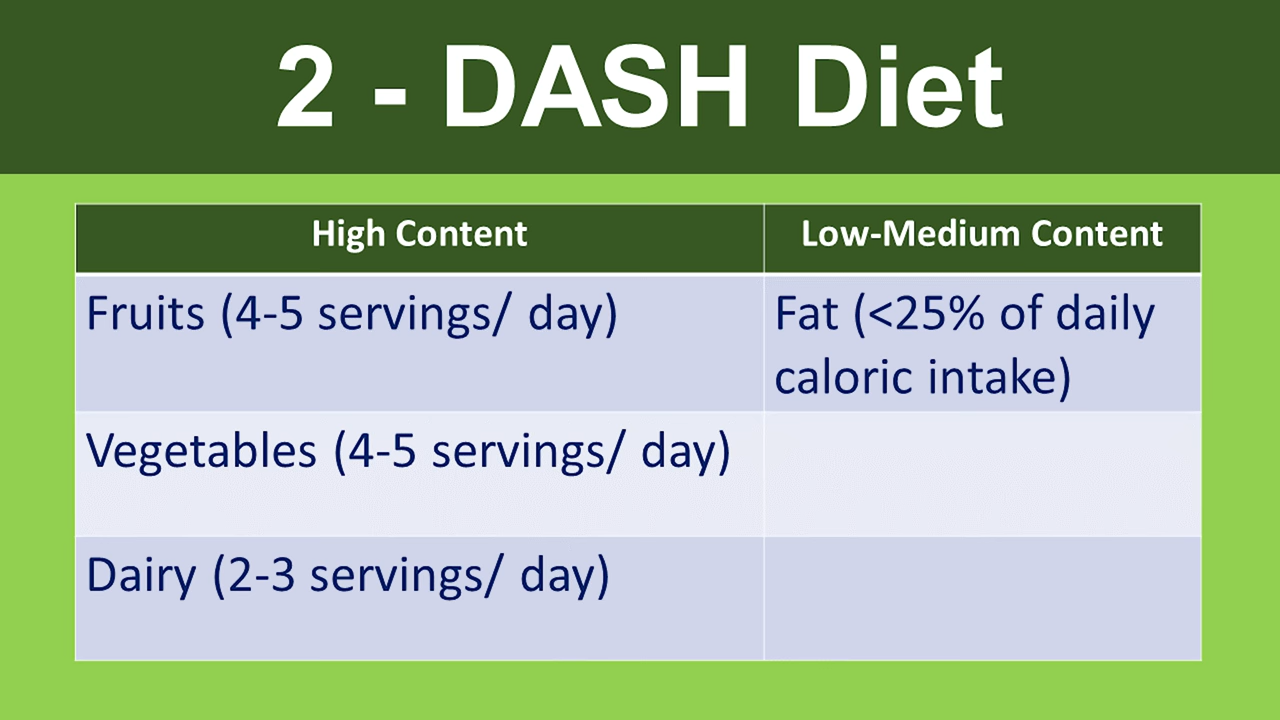 2 - DASH Diet
High Content
Low-Medium Content
Fruits (4-5 servings/ day)
Fat (<25% of daily
caloric intake)
Vegetables (4-5 servings/ day)
Dairy (2-3 servings/ day)